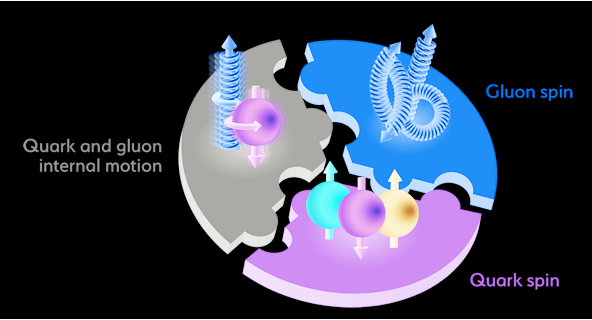 Gluon spin
Quark and gluon
internal motion
Quark spin